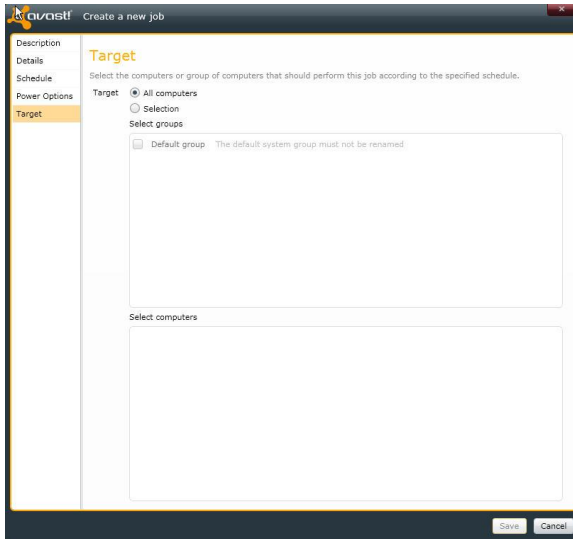 avast! Create a new job
Description
Details
Schedule
Power Options
Target
Target
Select the computers or group of computers that should perform this job according to the specified schedule.
Target All computers
Selection
Select groups
Default group The default system group must not be renamed
Select computers
Save Cancel